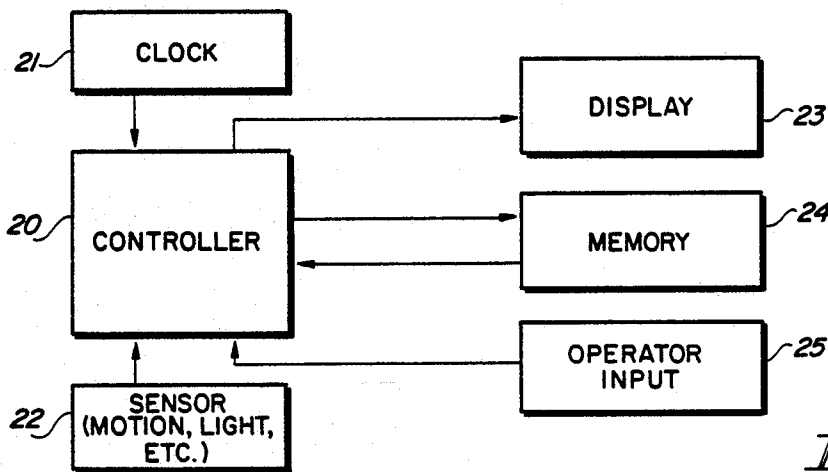 21
CLOCK
DISPLAY
23
20
CONTROLLER
24
MEMORY
25
OPERATOR
INPUT
22
SENSOR
(MOTION, LIGHT,
ETC.)